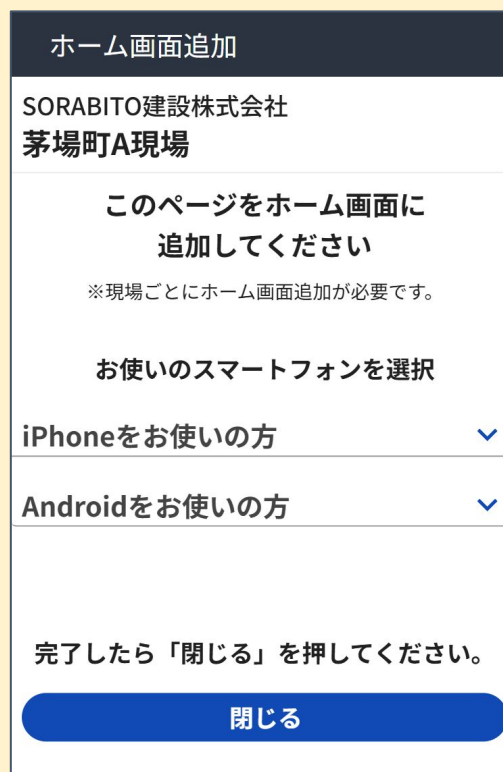 ホーム画面追加
SORABITO建設株式会社
茅場町A現場
このページをホーム画面に
追加してください
※現場ごとにホーム画面追加が必要です。
お使いのスマートフォンを選択
iPhoneをお使いの方
Androidをお使いの方
完了したら「閉じる」を押してください。
閉じる